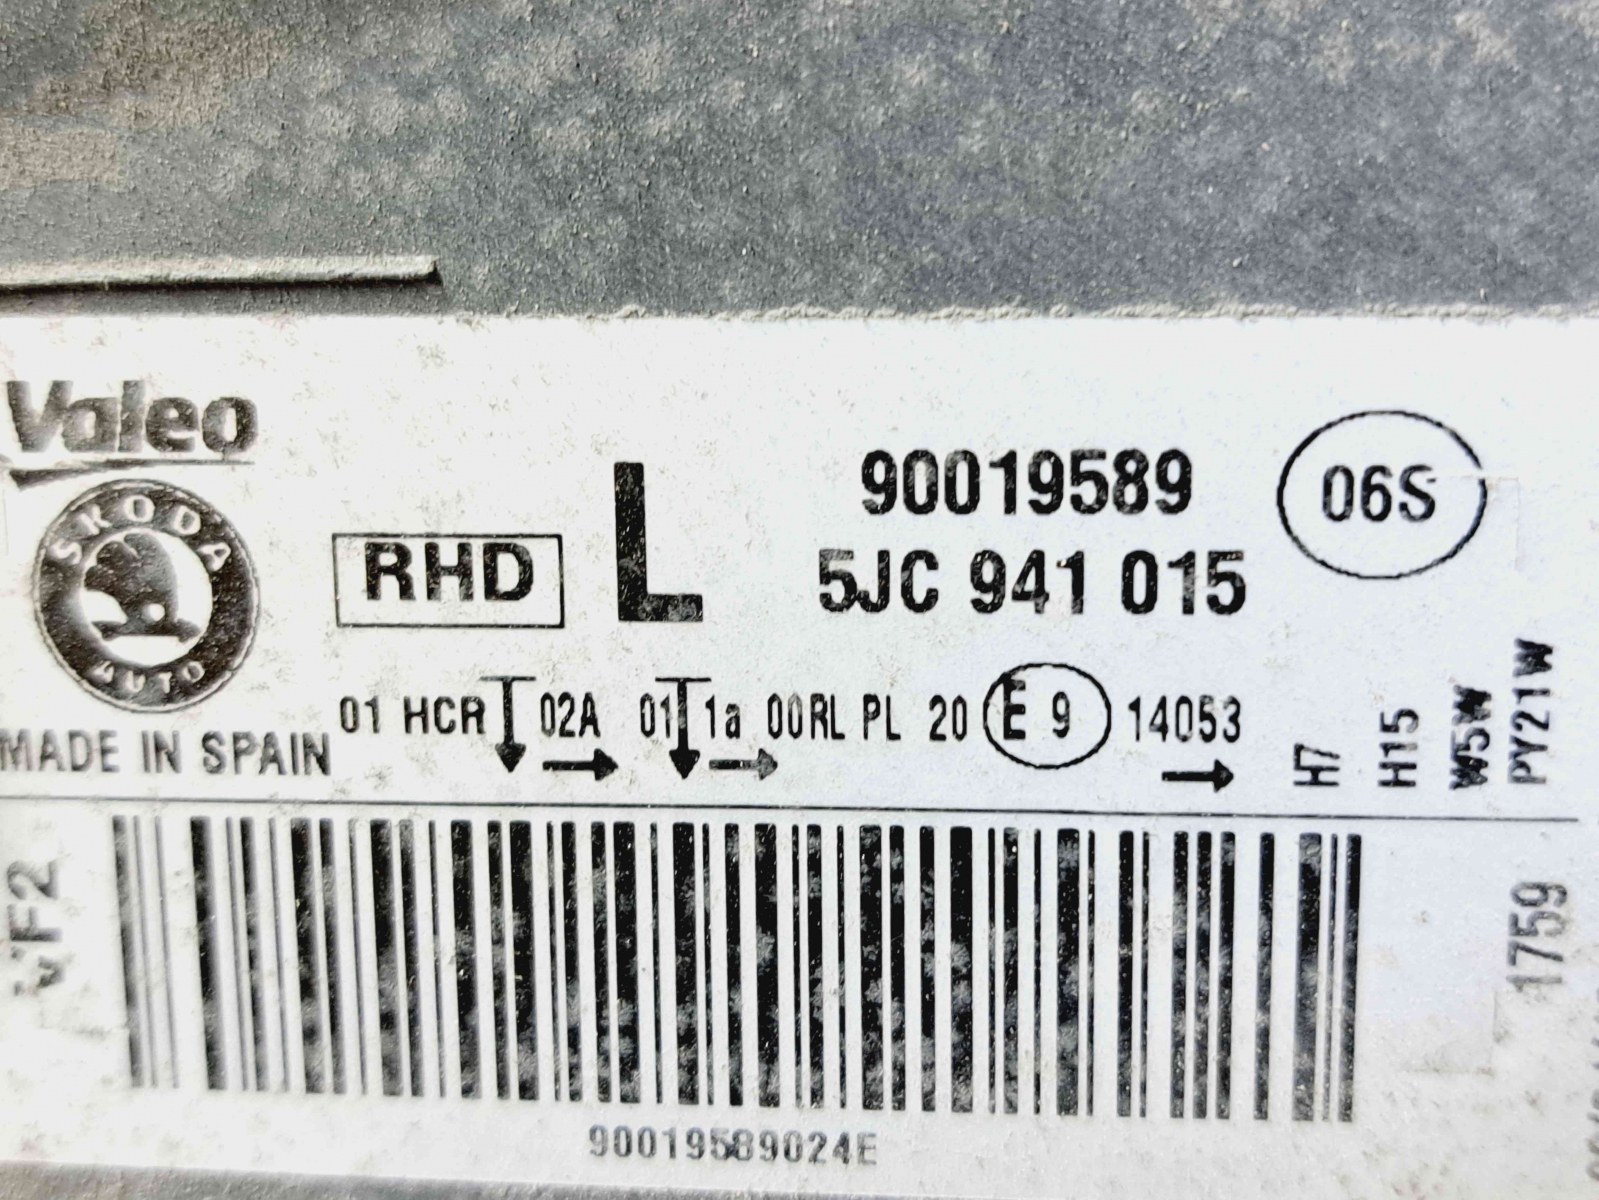 Valeo
SKODA
AUTO
MADE IN SPAIN
RHD
L
90019589
5JC 941 015
06S
01 HCR 02A 01 1a 00RL PL 20 E 9 14053
H7
H15
W5W
PY21W
1759
90019589024E